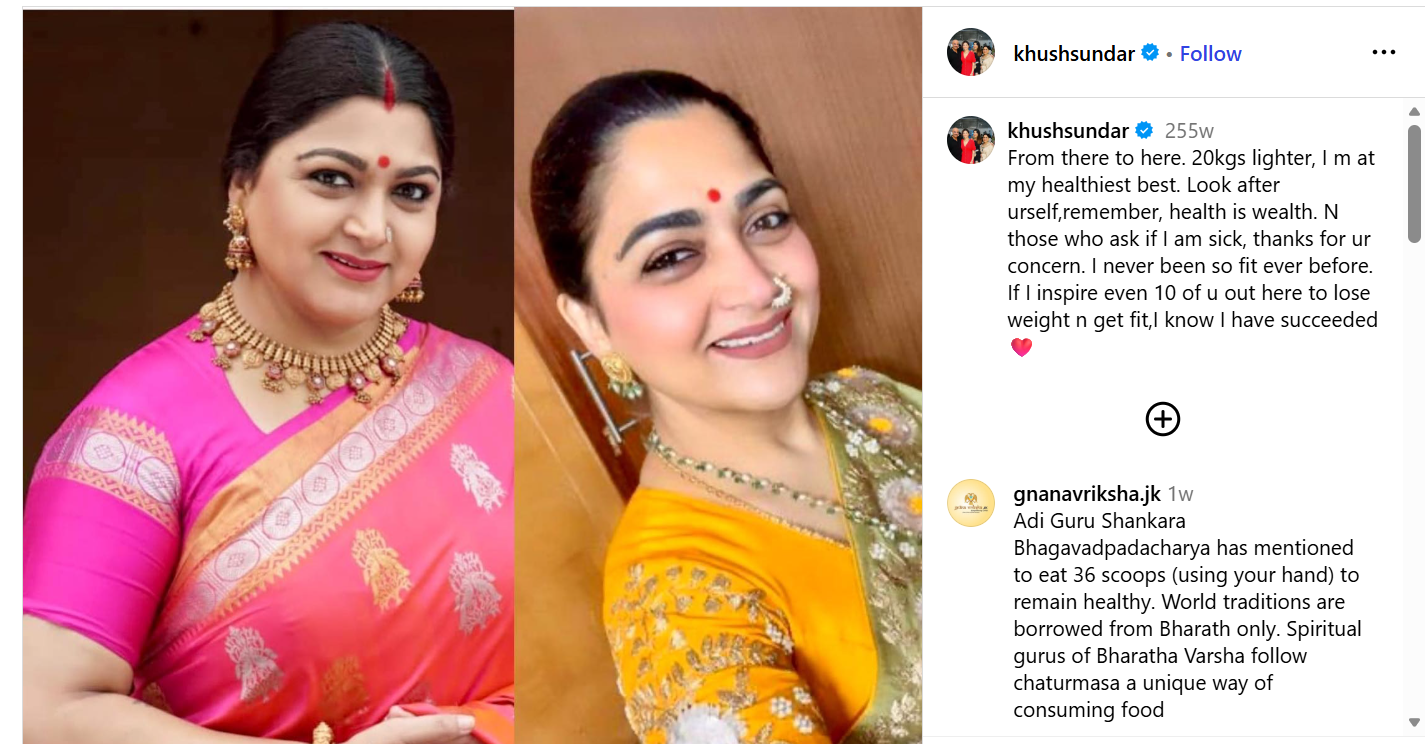 khushsundar • Follow
khushsundar 255w
From there to here. 20kgs lighter, I m at
my healthiest best. Look after
urself,remember, health is wealth. N
those who ask if I am sick, thanks for ur
concern. I never been so fit ever before.
If I inspire even 10 of u out here to lose
weight n get fit,I know I have succeeded
❤️
gnanavriksha.jk 1w
Adi Guru Shankara
Bhagavadpadacharya has mentioned
to eat 36 scoops (using your hand) to
remain healthy. World traditions are
borrowed from Bharath only. Spiritual
gurus of Bharatha Varsha follow
chaturmasa a unique way of
consuming food